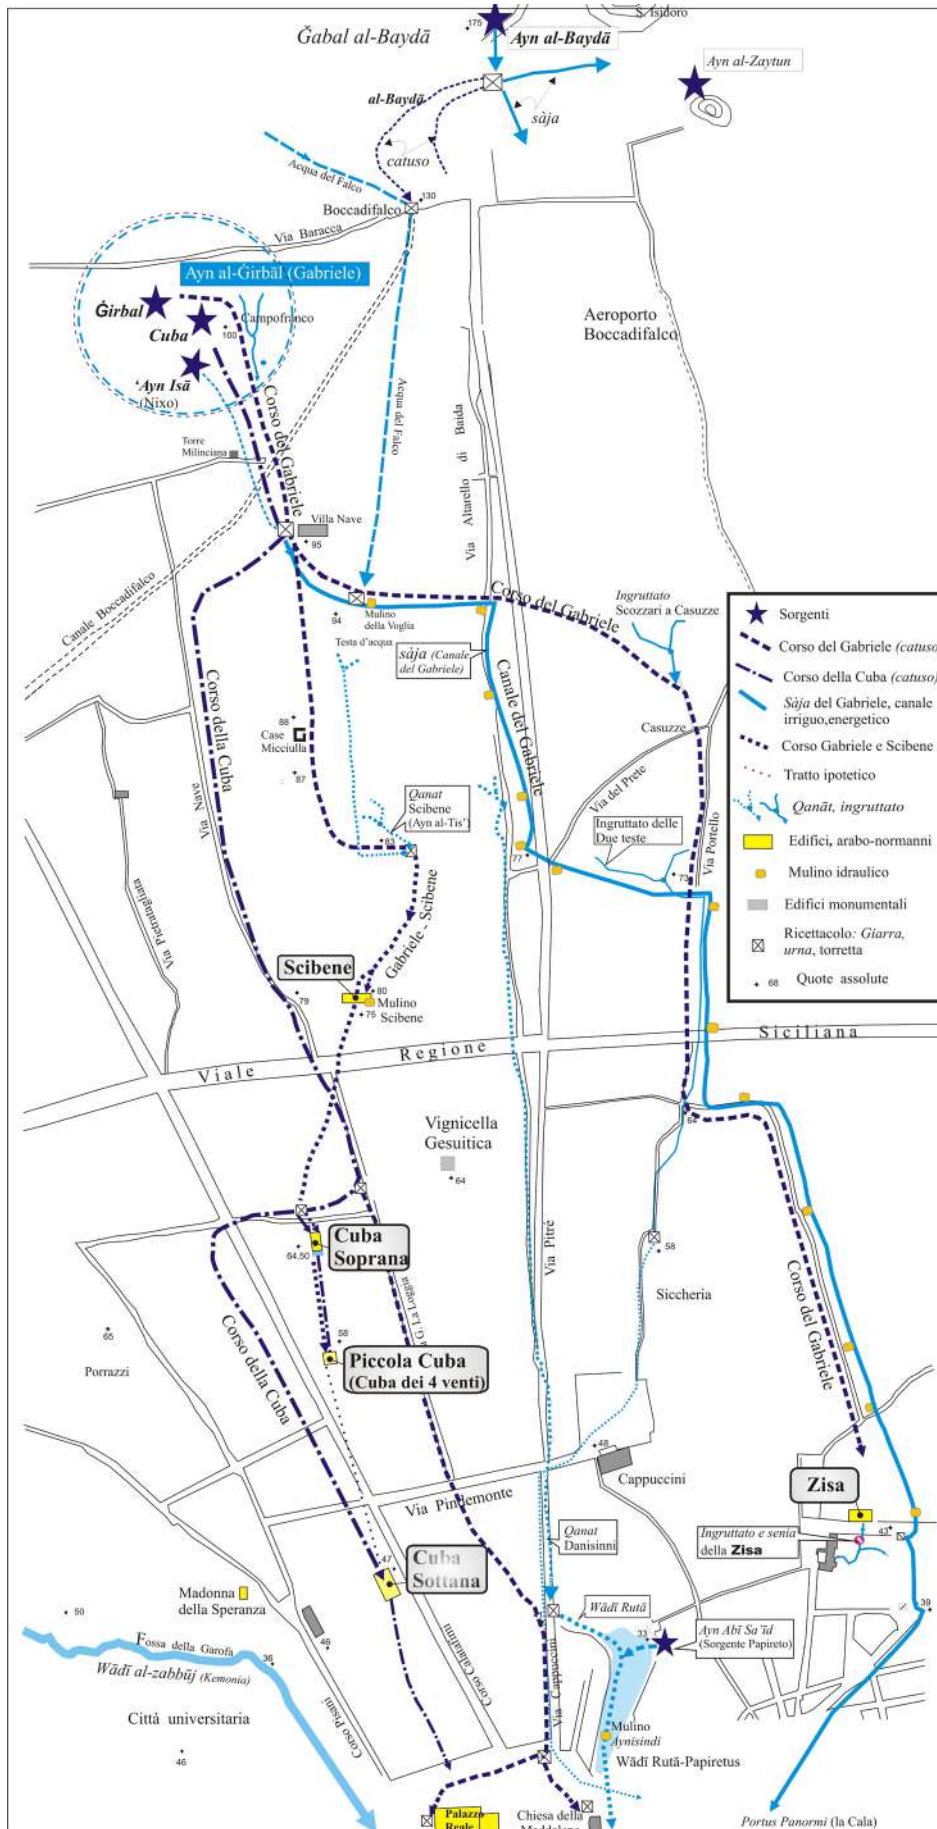 175
S. Isidoro
Ğabal al-Baydā
Ayn al-Baydā
Ayn al-Zaytun
al-Baydā
sàja
catuso
Acqua del Falco
130
Boccadifalco
Via Baracca
Ayn al-Ġirbāl (Gabriele)
Ġirbal
Campofranco
Cuba
100
Aeroporto
Boccadifalco
‘Ayn Isā
(Nixo)
Corso del Gabriele
Acqua del Falco
Via Altarello di Baida
Torre
Milinciana
Villa Nave
95
Canale Boccadifalco
94
Mulino
della Voglia
Corso del Gabriele
Ingruttato
Scozzari a Casuzze
Testa d'acqua
sàja (Canale
del Gabriele)
Sorgenti
Corso del Gabriele (catuso
Corso della Cuba (catuso)
Sàja del Gabriele, canale
irriguo,energetico
Corso Gabriele e Scibene
Tratto ipotetico
Qanāt, ingruttato
Edifici, arabo-normanni
Mulino idraulico
Edifici monumentali
Ricettacolo: Giarra,
urna, torretta
68
Quote assolute
Corso della Cuba
Via Nave
88
Case
Micciulla
87
Canale del Gabriele
Casuzze
Via del Prete
Via Portello
Qanat
Scibene
(Ayn al-Tis’)
83
Ingruttato delle
Due teste
77
73
Via Pietratagliata
Gabriele - Scibene
Scibene
79
80
Mulino
Scibene
75
Viale Regione Siciliana
64
Vignicella
Gesuitica
64
Via Pitré
58
Siccheria
Cuba
Soprana
64,50
Via G. La Loggia
Corso del Gabriele
65
Porrazzi
58
Piccola Cuba
(Cuba dei 4 venti)
Corso della Cuba
48
Cappuccini
Via Pindemonte
Zisa
Qanat
Danisinni
Ingruttato e senia
della Zisa
43
47
Cuba
Sottana
Madonna
della Speranza
50
46
Wādī Rutā
33
Ayn Abī Sa ‘īd
(Sorgente Papireto)
39
Fossa della Garofa
Wādī al-zabbūj (Kemonia)
36
Corso Pisani
Corso Calatafimi
Via Cappuccini
Città universitaria
46
Mulino
Aynisindi
Wādī Rutā-Papiretus
Palazzo
Reale
Chiesa della
Maddalena
Portus Panormi (la Cala)